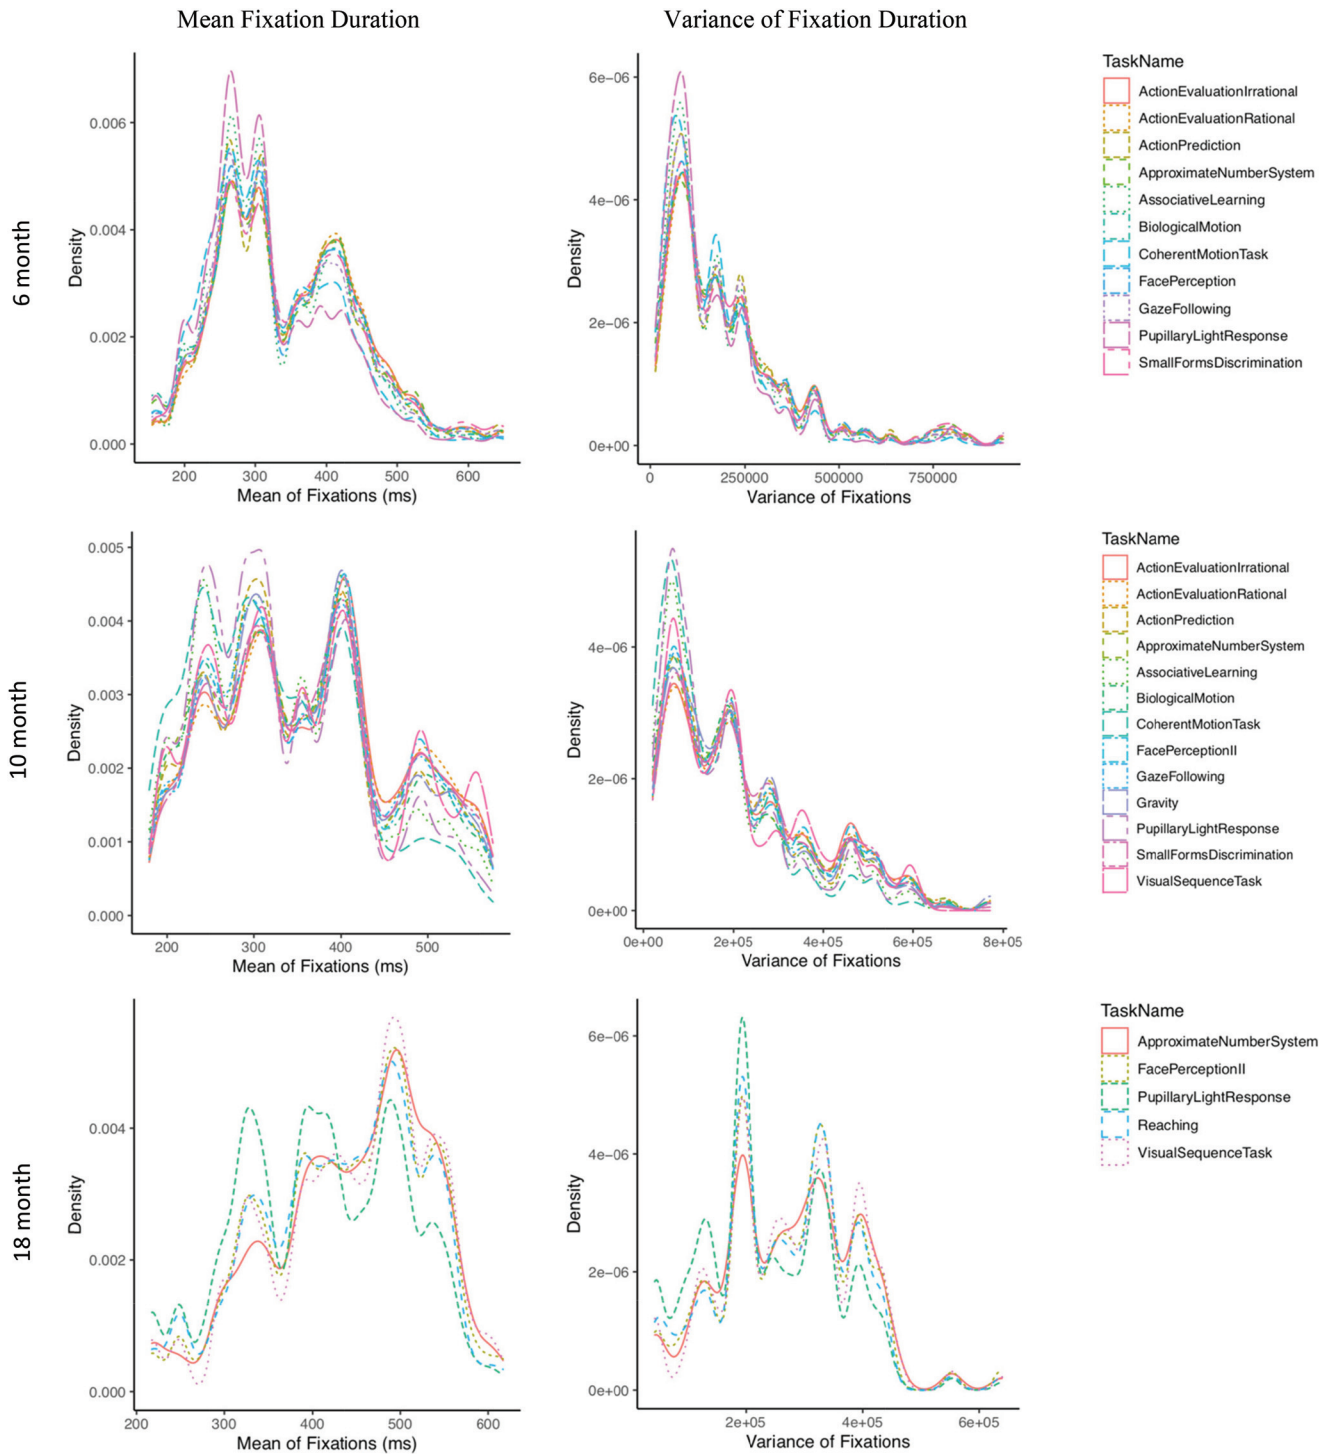 Mean Fixation Duration
Variance of Fixation Duration
6 month
Density
0.006
0.004
0.002
0.000
200 300 400 500 600
Mean of Fixations (ms)
Density
6e−06
4e−06
2e−06
0e+00
0 250000 500000 750000
Variance of Fixations
TaskName
ActionEvaluationIrrational
ActionEvaluationRational
ActionPrediction
ApproximateNumberSystem
AssociativeLearning
BiologicalMotion
CoherentMotionTask
FacePerception
GazeFollowing
PupillaryLightResponse
SmallFormsDiscrimination
10 month
Density
0.005
0.004
0.003
0.002
0.001
0.000
200 300 400 500
Mean of Fixations (ms)
Density
4e−06
2e−06
0e+00
0e+00 2e+05 4e+05 6e+05 8e+05
Variance of Fixations
TaskName
ActionEvaluationIrrational
ActionEvaluationRational
ActionPrediction
ApproximateNumberSystem
AssociativeLearning
BiologicalMotion
CoherentMotionTask
FacePerceptionII
GazeFollowing
Gravity
PupillaryLightResponse
SmallFormsDiscrimination
VisualSequenceTask
18 month
Density
0.004
0.002
0.000
200 300 400 500 600
Mean of Fixations (ms)
Density
6e−06
4e−06
2e−06
0e+00
2e+05 4e+05 6e+05
Variance of Fixations
TaskName
ApproximateNumberSystem
FacePerceptionII
PupillaryLightResponse
Reaching
VisualSequenceTask